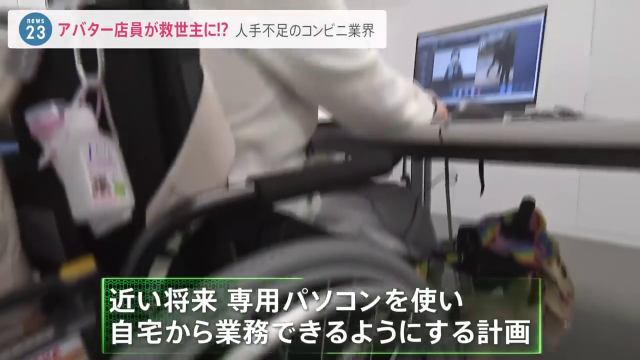 news
23
アバター店員が救世主に!? 人手不足のコンビニ業界
近い将来 専用パソコンを使い
自宅から業務できるようにする計画